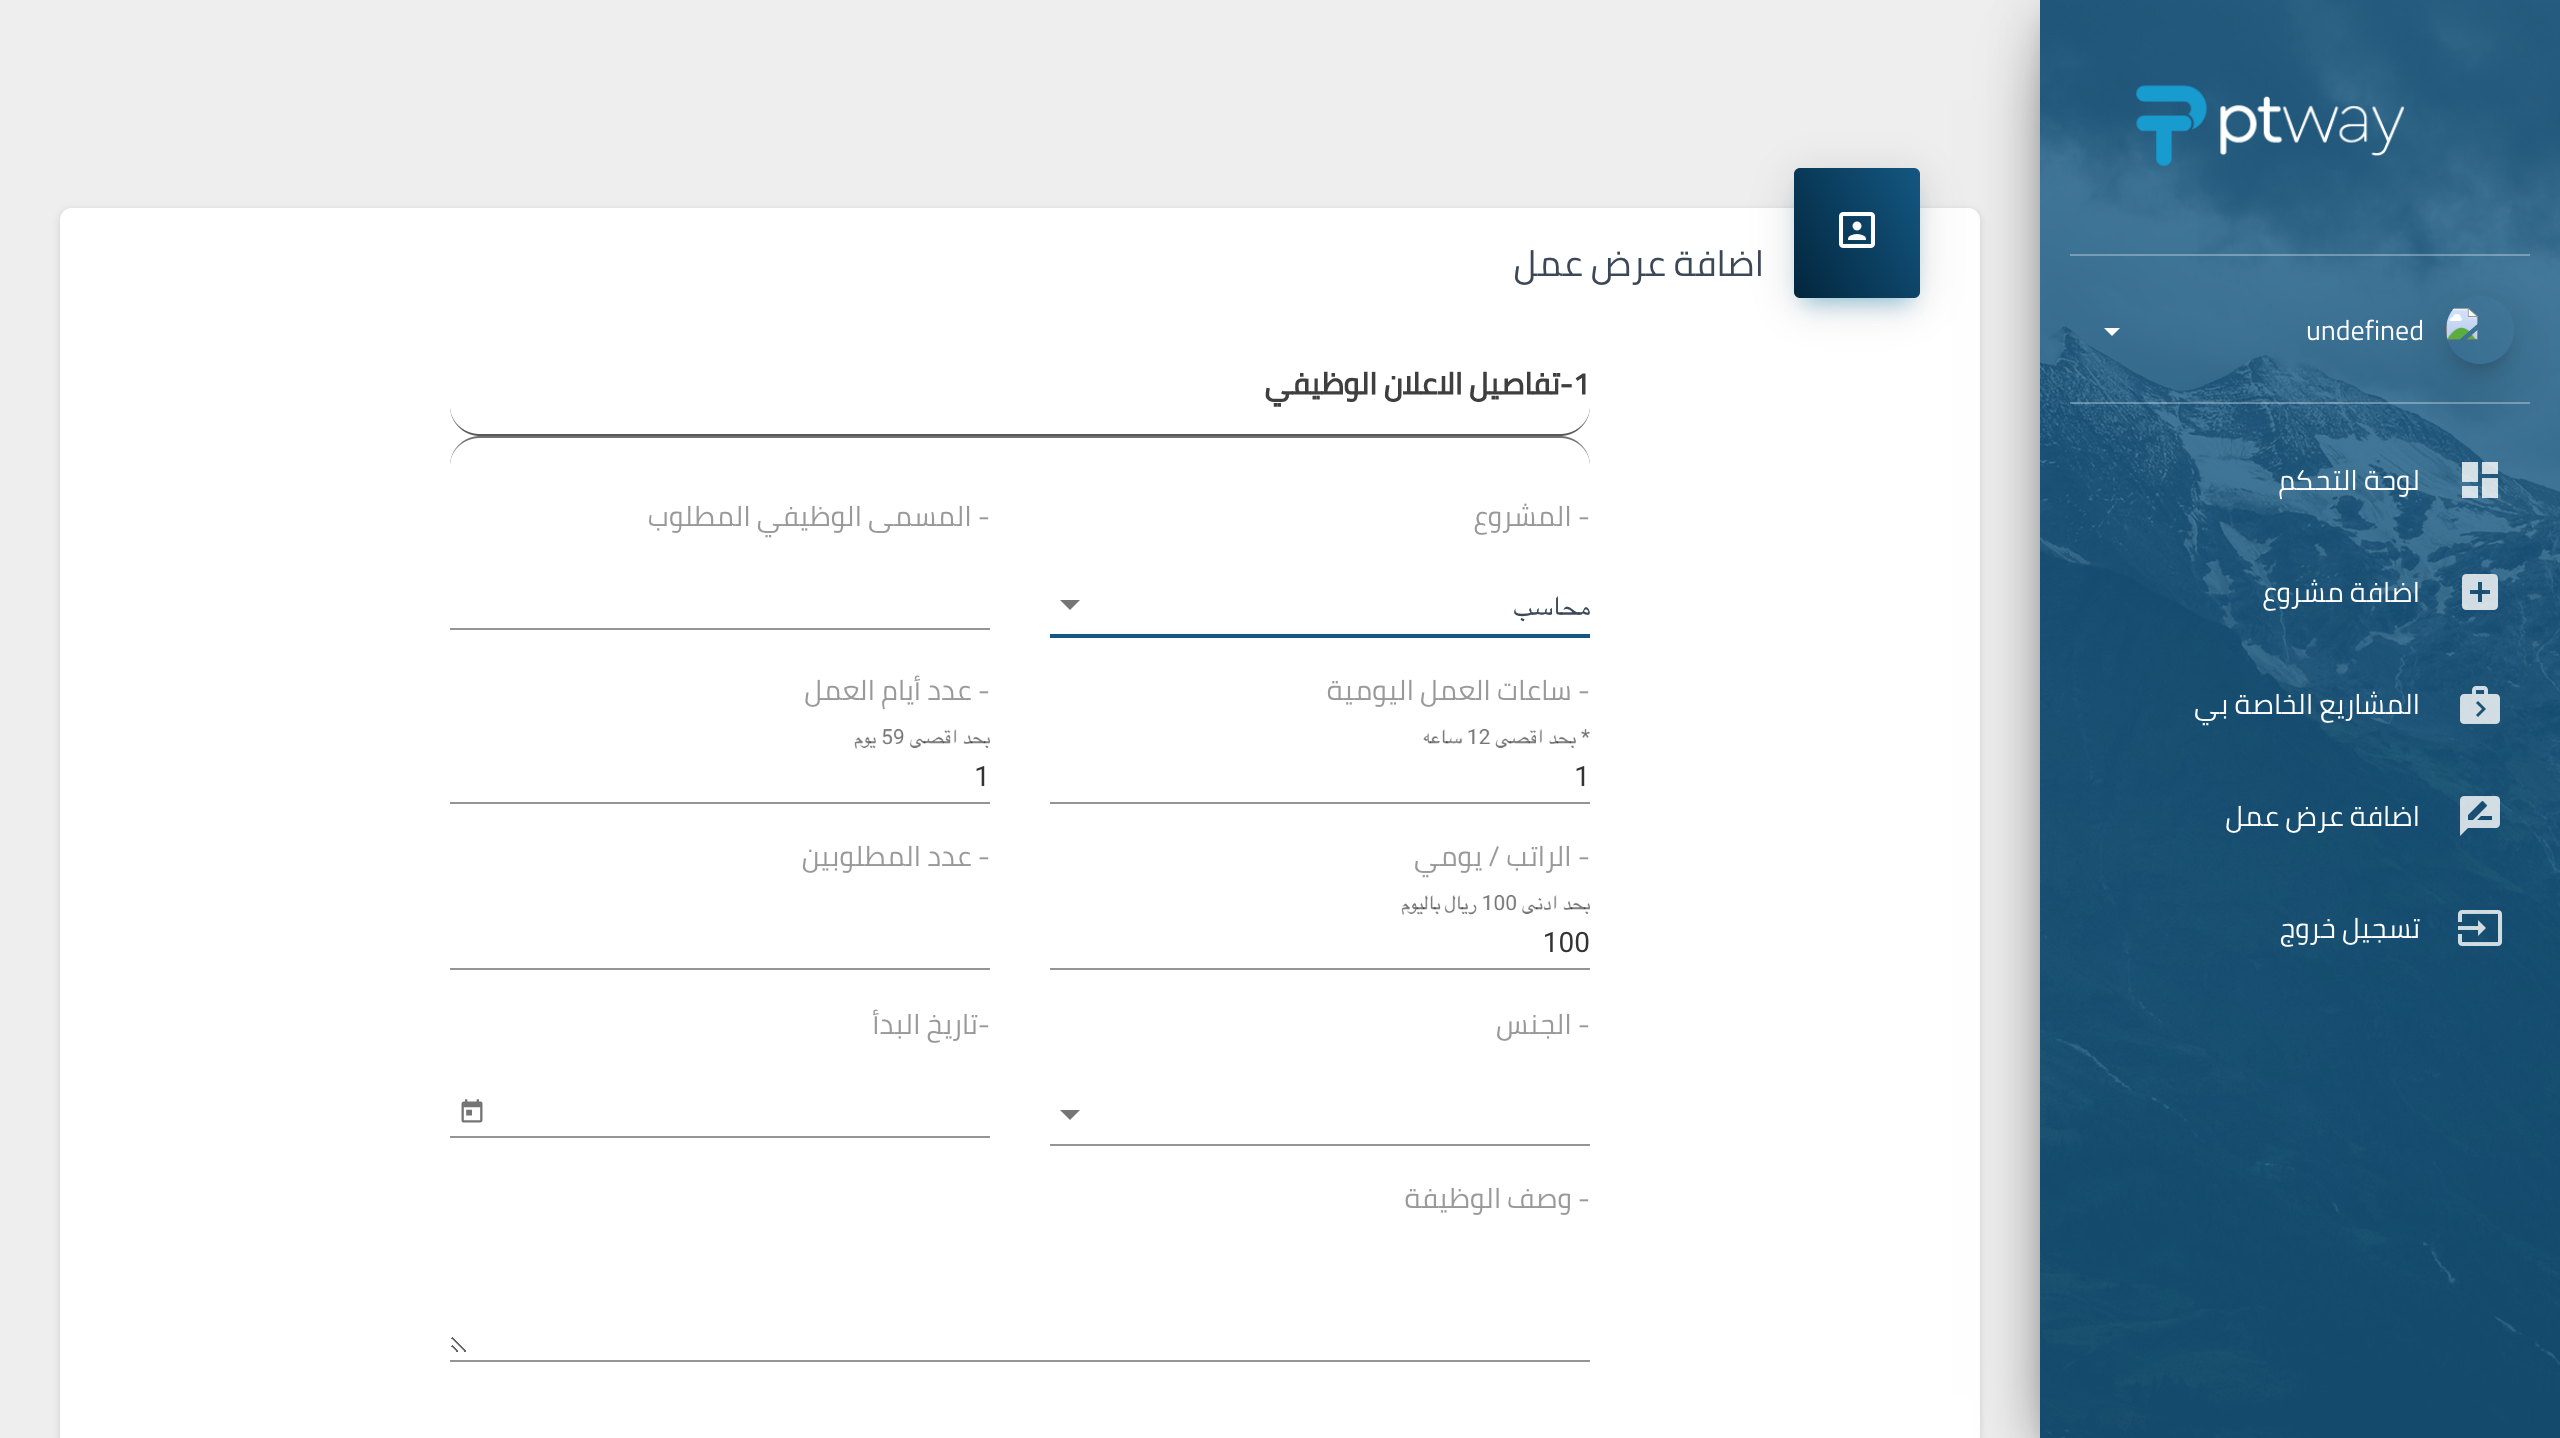 ptway
undefined
لوحة التحكم
اضافة مشروع
المشاريع الخاصة بي
اضافة عرض عمل
تسجيل خروج
اضافة عرض عمل
1-تفاصيل الاعلان الوظيفي
- المشروع
محاسب
- المسمى الوظيفي المطلوب
- ساعات العمل اليومية
* بحد اقصى 12 ساعه
1
- عدد أيام العمل
بحد اقصى 59 يوم
1
- الراتب / يومي
بحد ادنى 100 ريال باليوم
100
- عدد المطلوبين
- الجنس
-تاريخ البدأ
- وصف الوظيفة